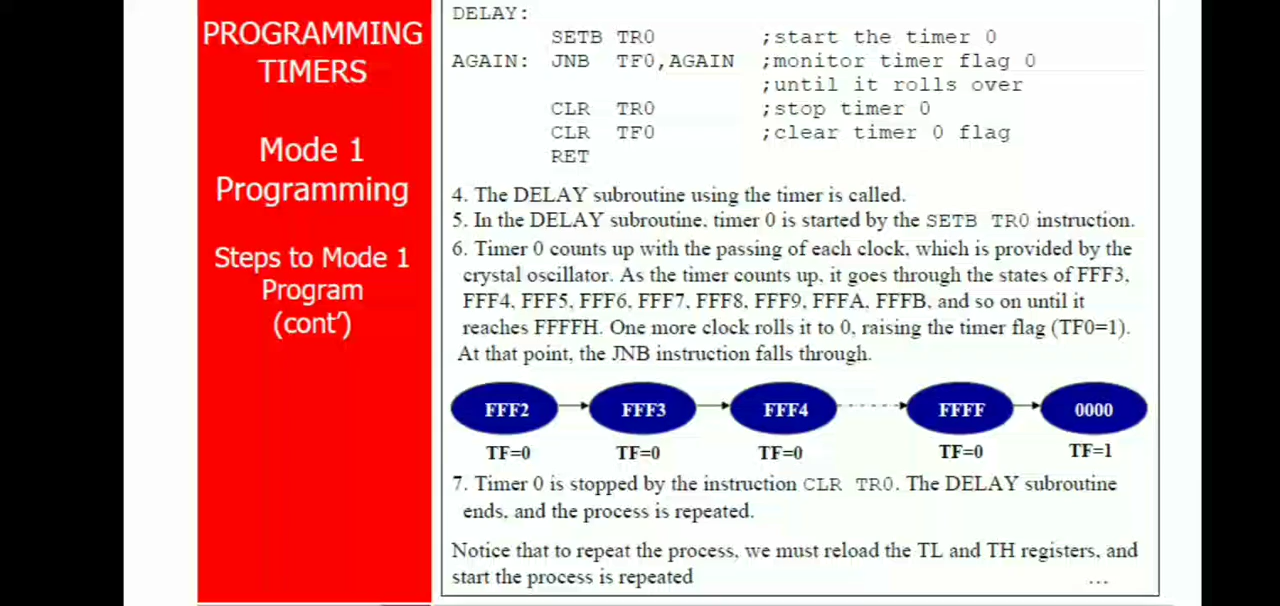 PROGRAMMING
TIMERS
Mode 1
Programming
Steps to Mode 1
Program
(cont’)
DELAY:
SETB TR0 ;start the timer 0
AGAIN: JNB TF0,AGAIN ;monitor timer flag 0
;until it rolls over
CLR TR0 ;stop timer 0
CLR TF0 ;clear timer 0 flag
RET
4. The DELAY subroutine using the timer is called.
5. In the DELAY subroutine, timer 0 is started by the SETB TR0 instruction.
6. Timer 0 counts up with the passing of each clock, which is provided by the
crystal oscillator. As the timer counts up, it goes through the states of FFF3,
FFF4, FFF5, FFF6, FFF7, FFF8, FFF9, FFFA, FFFB, and so on until it
reaches FFFFH. One more clock rolls it to 0, raising the timer flag (TF0=1).
At that point, the JNB instruction falls through.
FFF2 FFF3 FFF4 FFFF 0000
TF=0 TF=0 TF=0 TF=0 TF=1
7. Timer 0 is stopped by the instruction CLR TR0. The DELAY subroutine
ends, and the process is repeated.
Notice that to repeat the process, we must reload the TL and TH registers, and
start the process is repeated ...